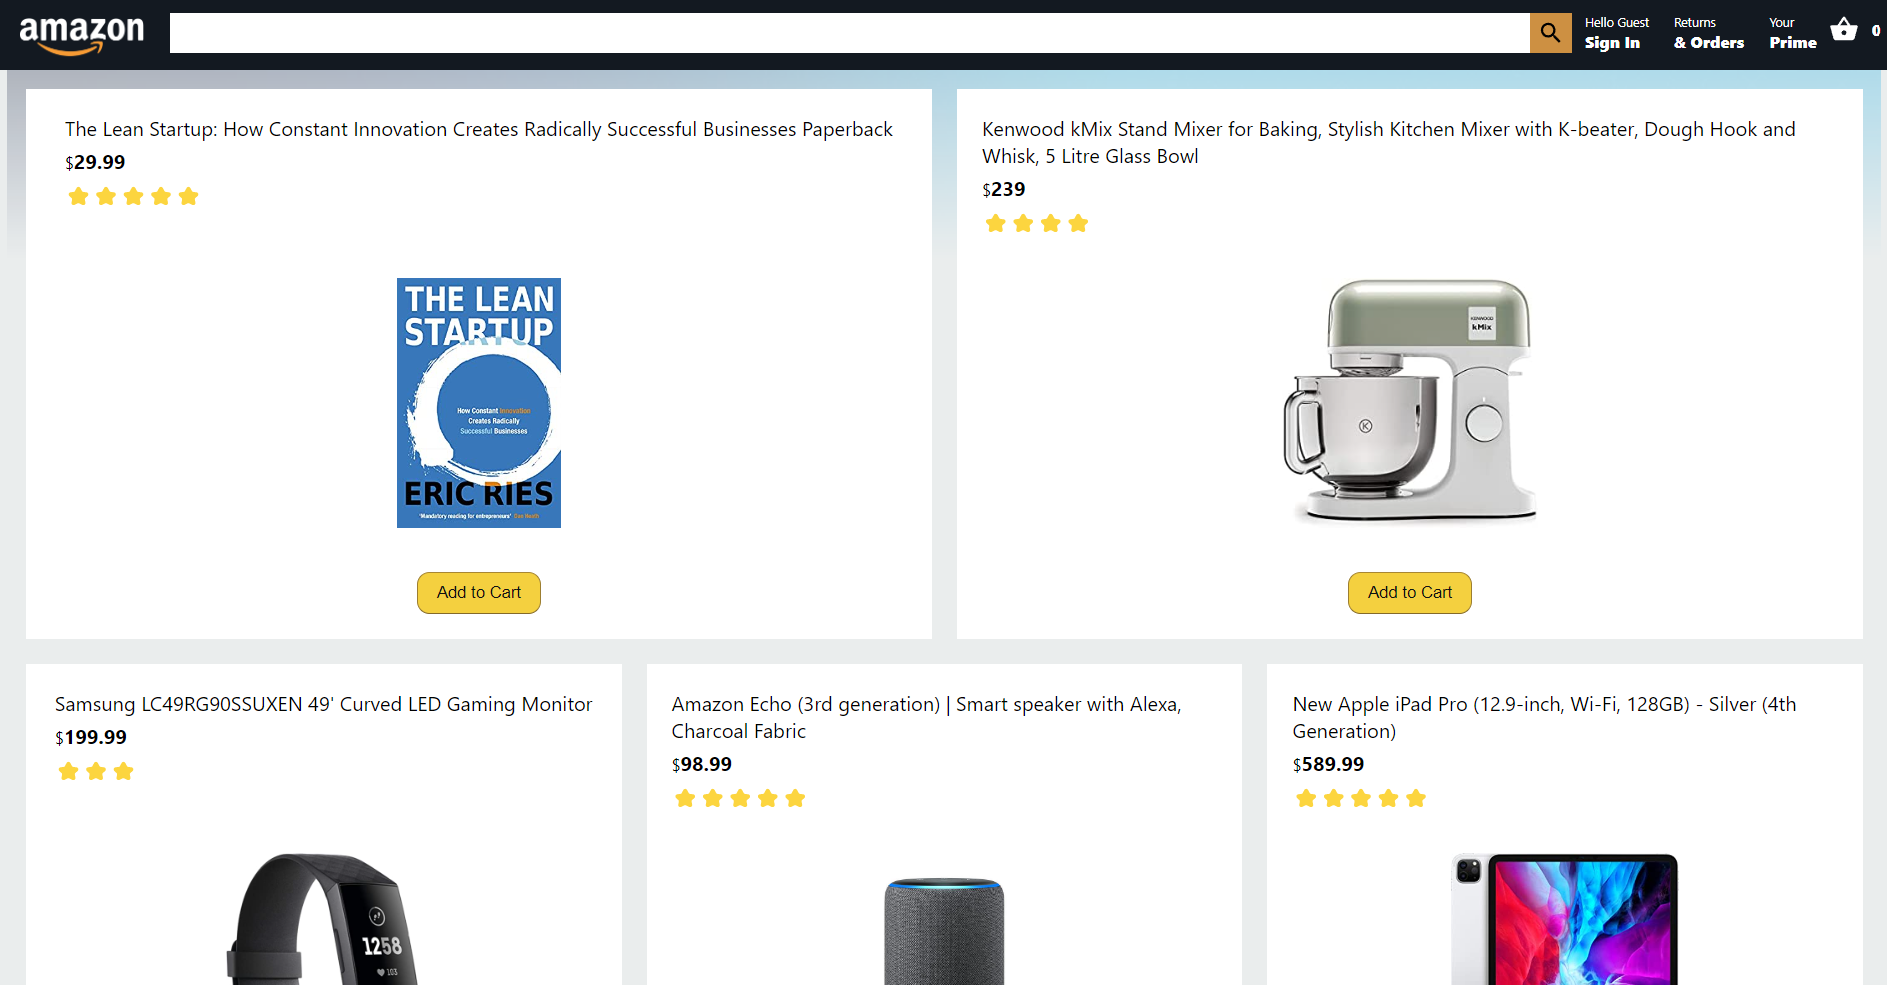 amazon
Hello Guest
Sign In
Returns
& Orders
Your
Prime
0
The Lean Startup: How Constant Innovation Creates Radically Successful Businesses Paperback
$29.99
THE LEAN
STARTUP
How Constant Innovation
Creates Radically
Successful Businesses
ERIC RIES
'Mandatory reading for entrepreneurs'
Add to Cart
Kenwood kMix Stand Mixer for Baking, Stylish Kitchen Mixer with K-beater, Dough Hook and
Whisk, 5 Litre Glass Bowl
$239
KENWOOD
kMix
K
Add to Cart
Samsung LC49RG90SSUXEN 49' Curved LED Gaming Monitor
$199.99
1258
103
Amazon Echo (3rd generation) | Smart speaker with Alexa,
Charcoal Fabric
$98.99
New Apple iPad Pro (12.9-inch, Wi-Fi, 128GB) - Silver (4th
Generation)
$589.99